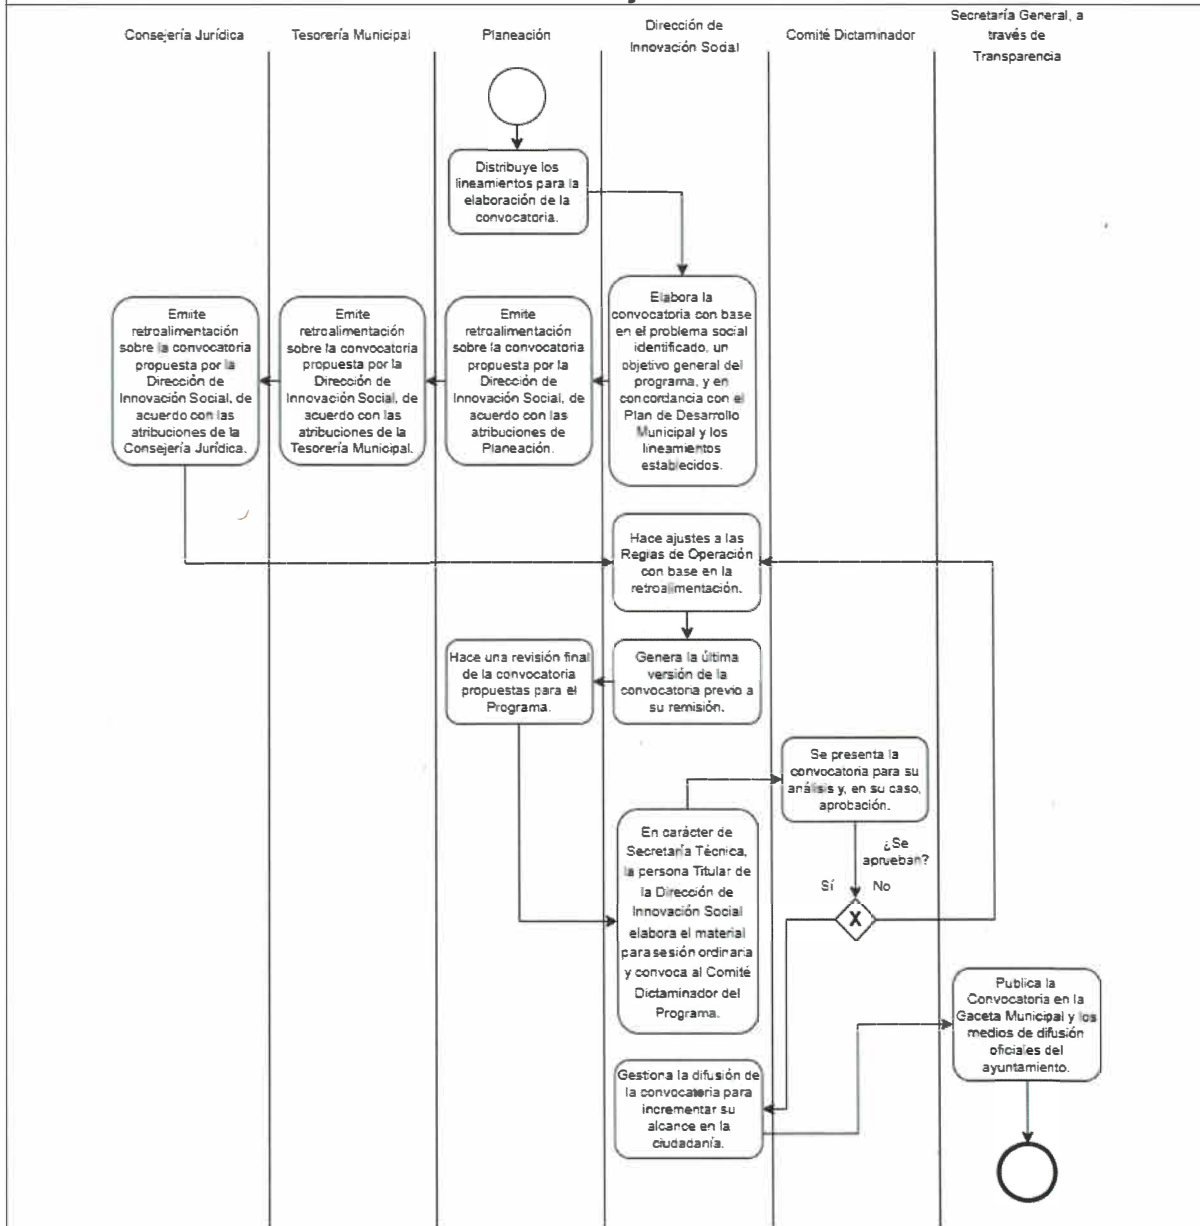 Consejería Jurídica
Tesorería Municipal
Planeación
Dirección de
Innovación Social
Comité Dictaminador
Secretaría General, a
través de
Transparencia
Distribuye los
lineamientos para la
elaboración de la
convocatoria.
Elabora la
convocatoria con base
en el problema social
identificado, un
objetivo general del
programa, y en
concordancia con el
Plan de Desarrollo
Municipal y los
lineamientos
establecidos.
Emite
retroalimentación
sobre la convocatoria
propuesta por la
Dirección de
Innovación Social, de
acuerdo con las
atribuciones de
Planeación.
Emite
retroalimentación
sobre la convocatoria
propuesta por la
Dirección de
Innovación Social, de
acuerdo con las
atribuciones de la
Tesorería Municipal.
Emite
retroalimentación
sobre la convocatoria
propuesta por la
Dirección de
Innovación Social, de
acuerdo con las
atribuciones de la
Consejería Jurídica.
Hace ajustes a las
Reglas de Operación
con base en la
retroalimentación.
Genera la última
versión de la
convocatoria previo a
su remisión.
Hace una revisión final
de la convocatoria
propuestas para el
Programa.
En carácter de
Secretaría Técnica,
la persona Titular de
la Dirección de
Innovación Social
elabora el material
para sesión ordinaria
y convoca al Comité
Dictaminador del
Programa.
Se presenta la
convocatoria para su
análisis y, en su caso,
aprobación.
¿Se
aprueban?
Sí
No
X
Gestiona la difusión de
la convocatoria para
incrementar su
alcance en la
ciudadanía.
Publica la
Convocatoria en la
Gaceta Municipal y los
medios de difusión
oficiales del
ayuntamiento.